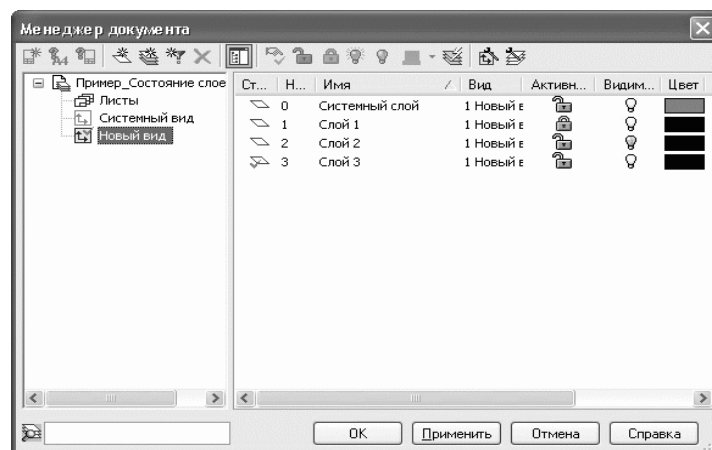 Менеджер документа
Пример_Состояние слое
Листы
Системный вид
Новый вид
Ст... Н... Имя Вид Активн... Видим... Цвет
0 Системный слой 1 Новый в
1 Слой 1 1 Новый в
2 Слой 2 1 Новый в
3 Слой 3 1 Новый в
OK Применить Отмена Справка